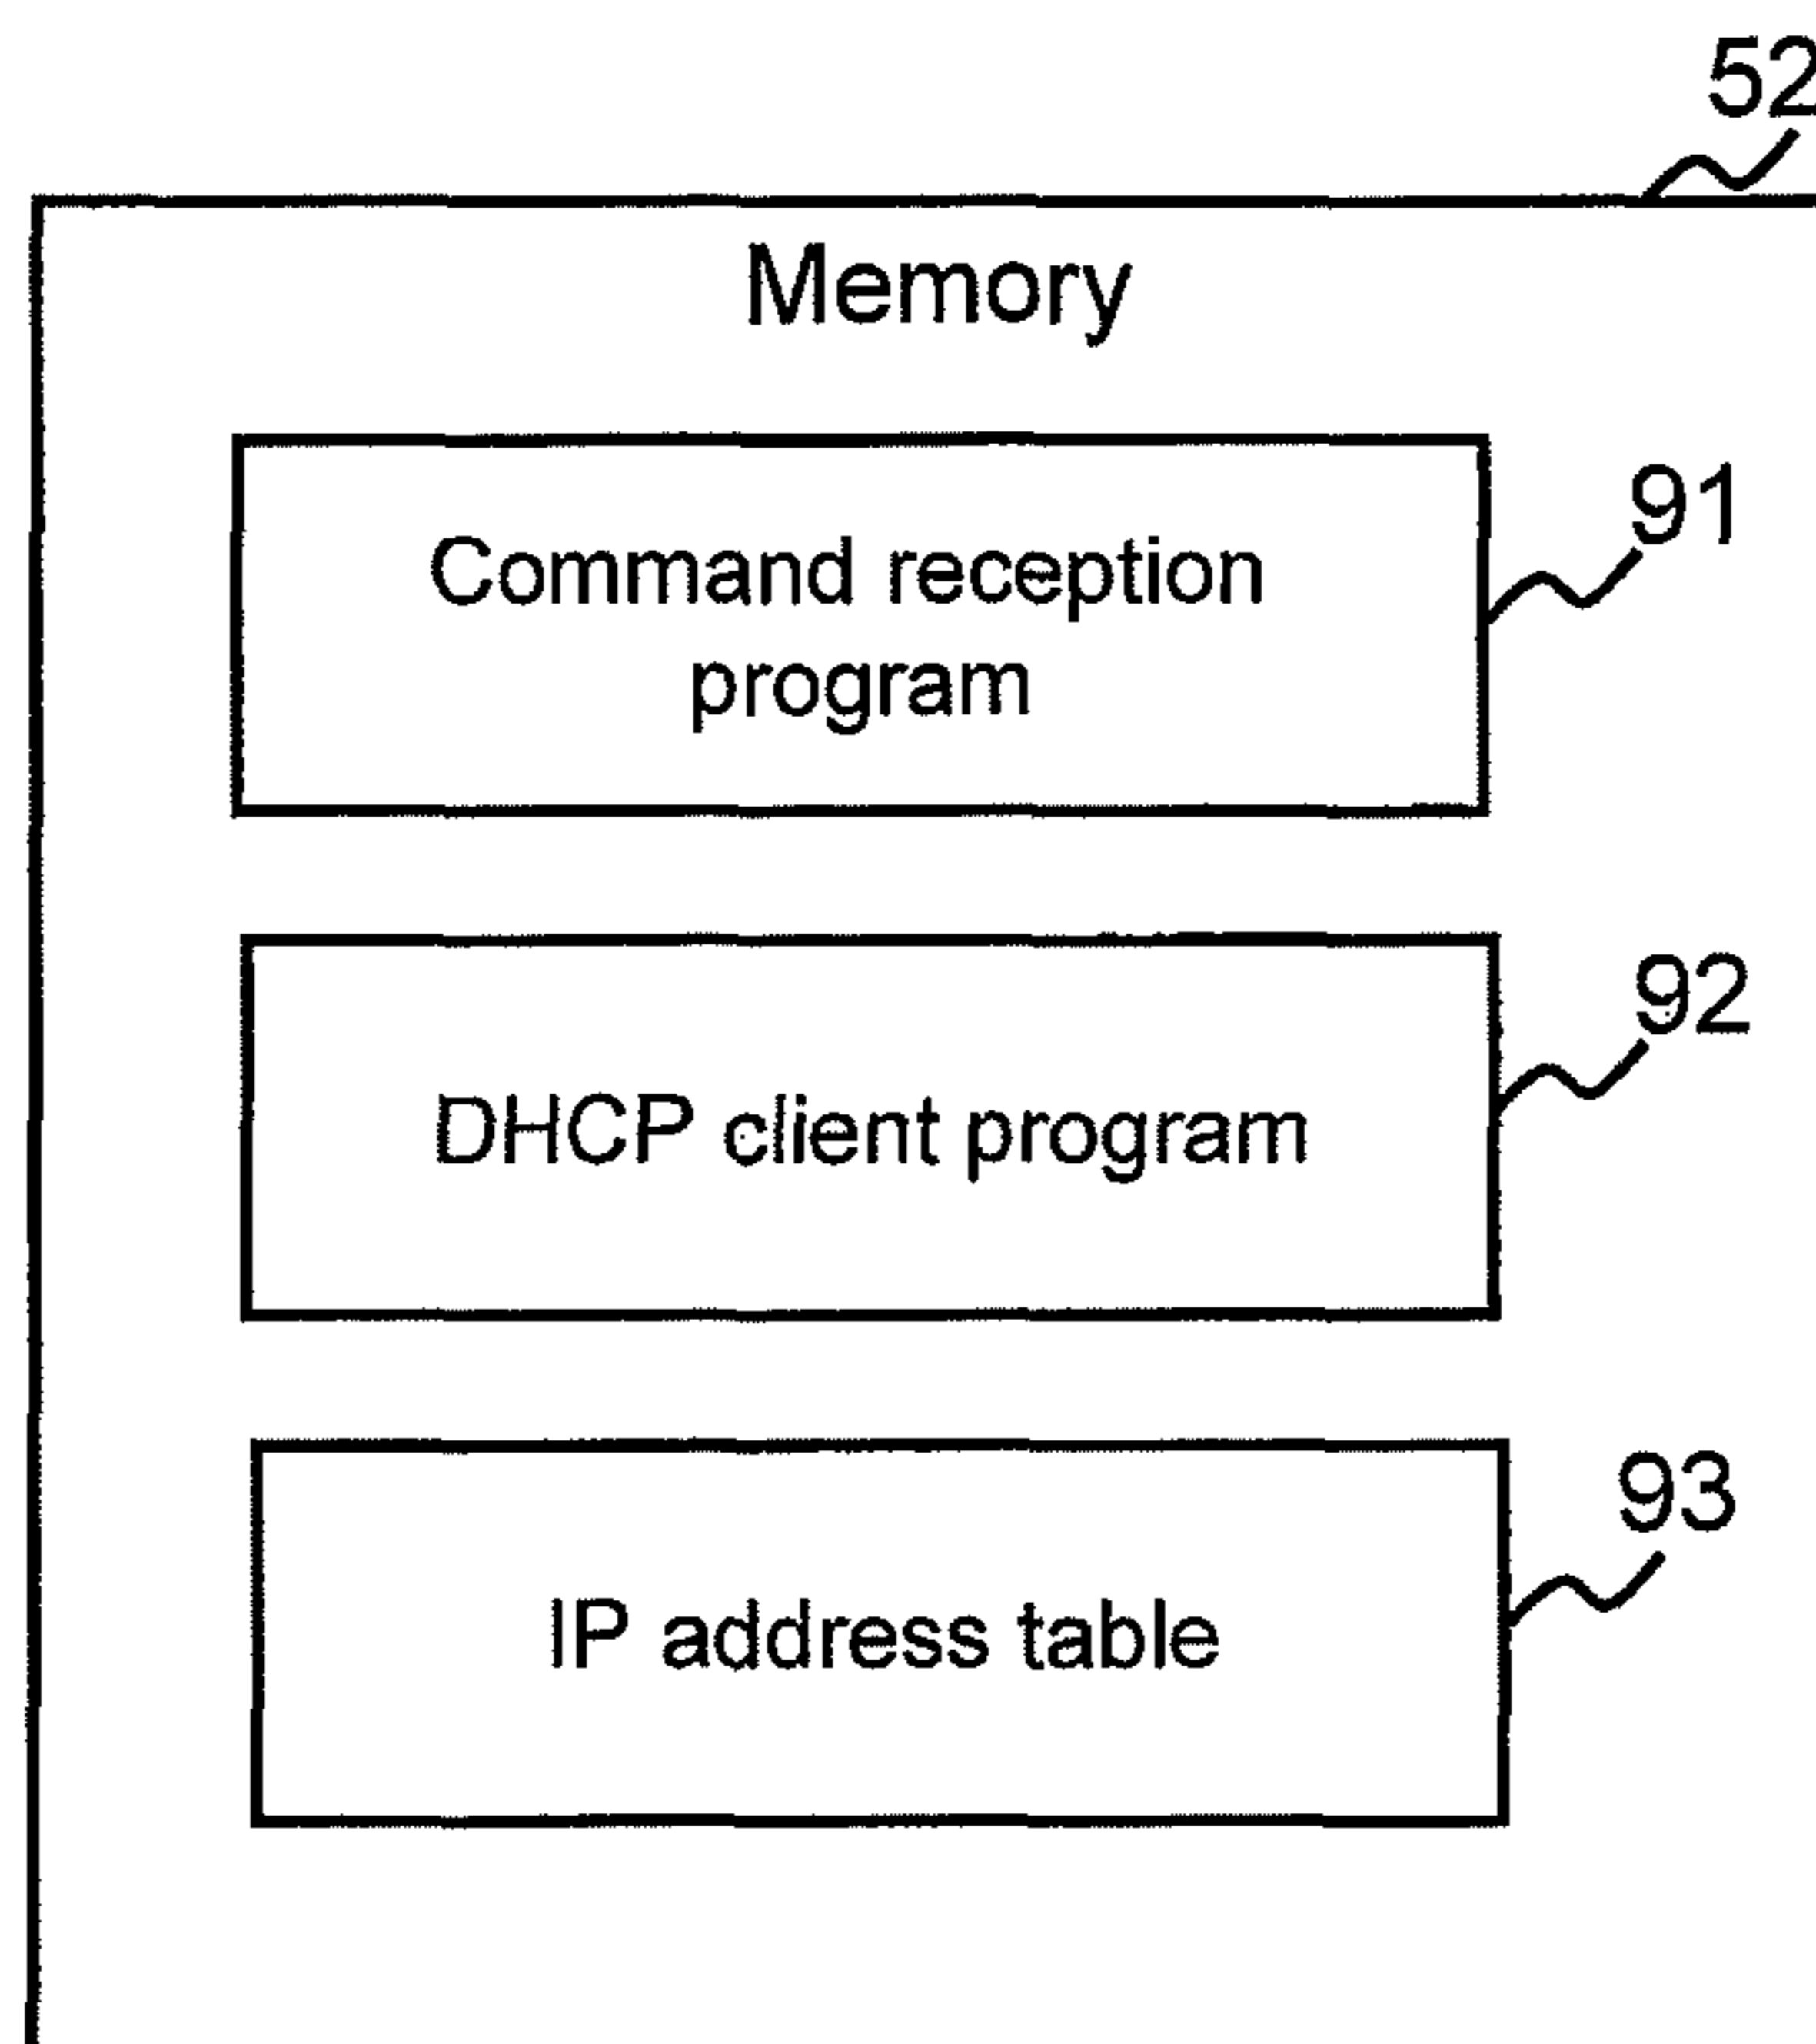 52
Memory
Command reception
program
91
DHCP client program
92
IP address table
93